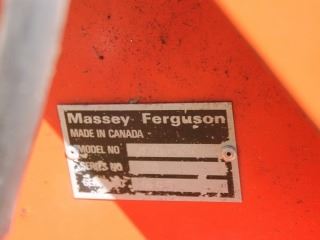 Massey Ferguson
MADE IN CANADA
MODEL NO
SERIES NO